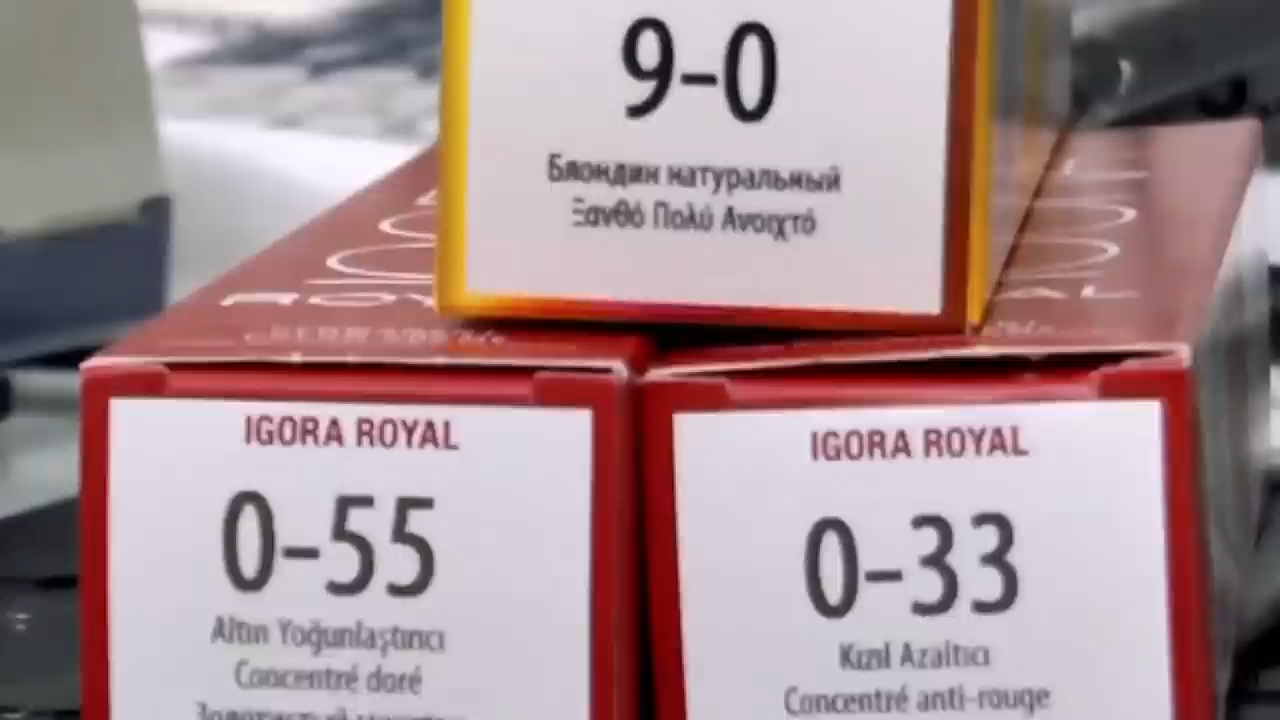 9-0
Блондин натуральный
Ξανθό Πολύ Ανοιχτό
IGORA ROYAL
0-55
Altın Yoğunlaştırıcı
Concentré doré
IGORA ROYAL
0-33
Kızıl Azaltıcı
Concentré anti-rouge